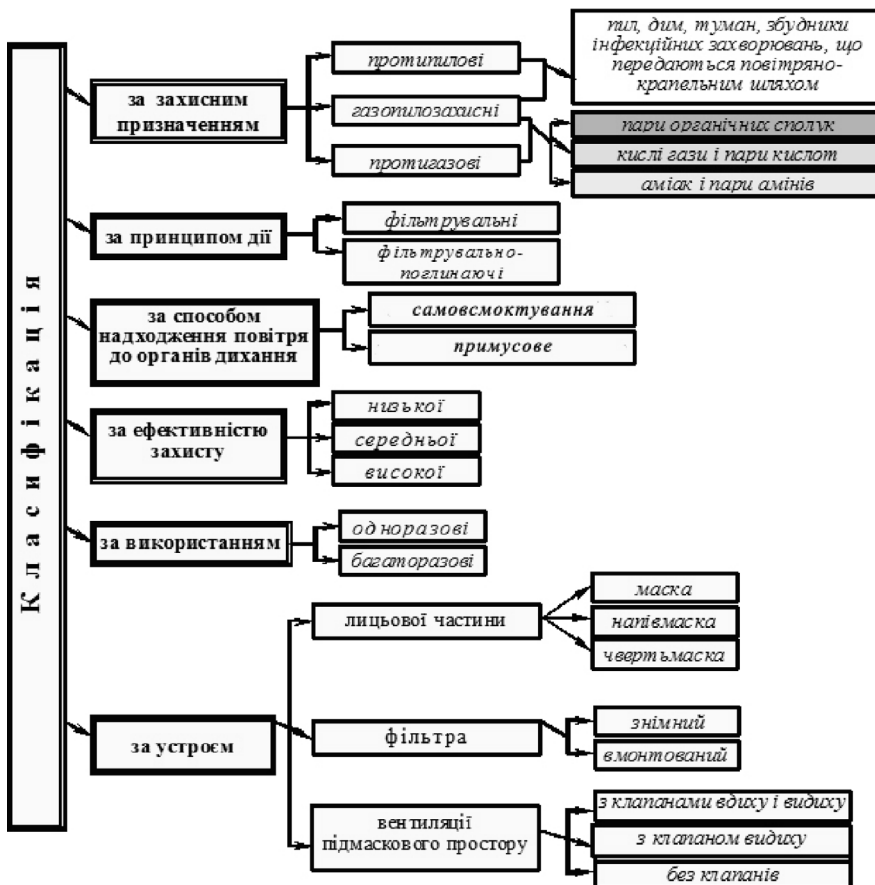 Класифікація
за захисним
призначенням
протипилові
газопилозахисні
протигазові
пил, дим, туман, збудники
інфекційних захворювань, що
передаються повітряно-
крапельним шляхом
пари органічних сполук
кислі гази і пари кислот
аміак і пари амінів
за принципом дії
фільтрувальні
фільтрувально-
поглинаючі
за способом
надходження повітря
до органів дихання
самовсмоктування
примусове
за ефективністю
захисту
низької
середньої
високої
за використанням
одноразові
багаторазові
за устроєм
лицьової частини
маска
напівмаска
чвертьмаска
фільтра
знімний
вмонтований
вентиляції
підмаскового простору
з клапанами вдиху і видиху
з клапаном видиху
без клапанів